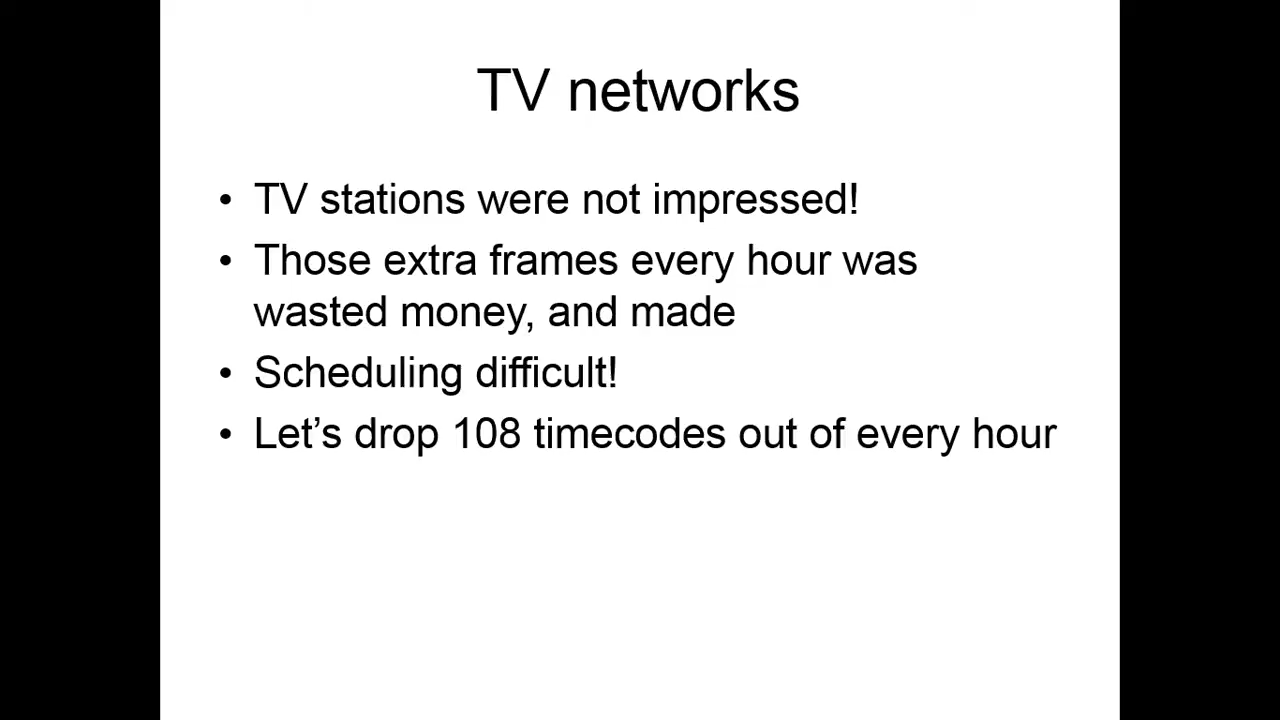 TV networks
• TV stations were not impressed!
• Those extra frames every hour was
wasted money, and made
• Scheduling difficult!
• Let’s drop 108 timecodes out of every hour